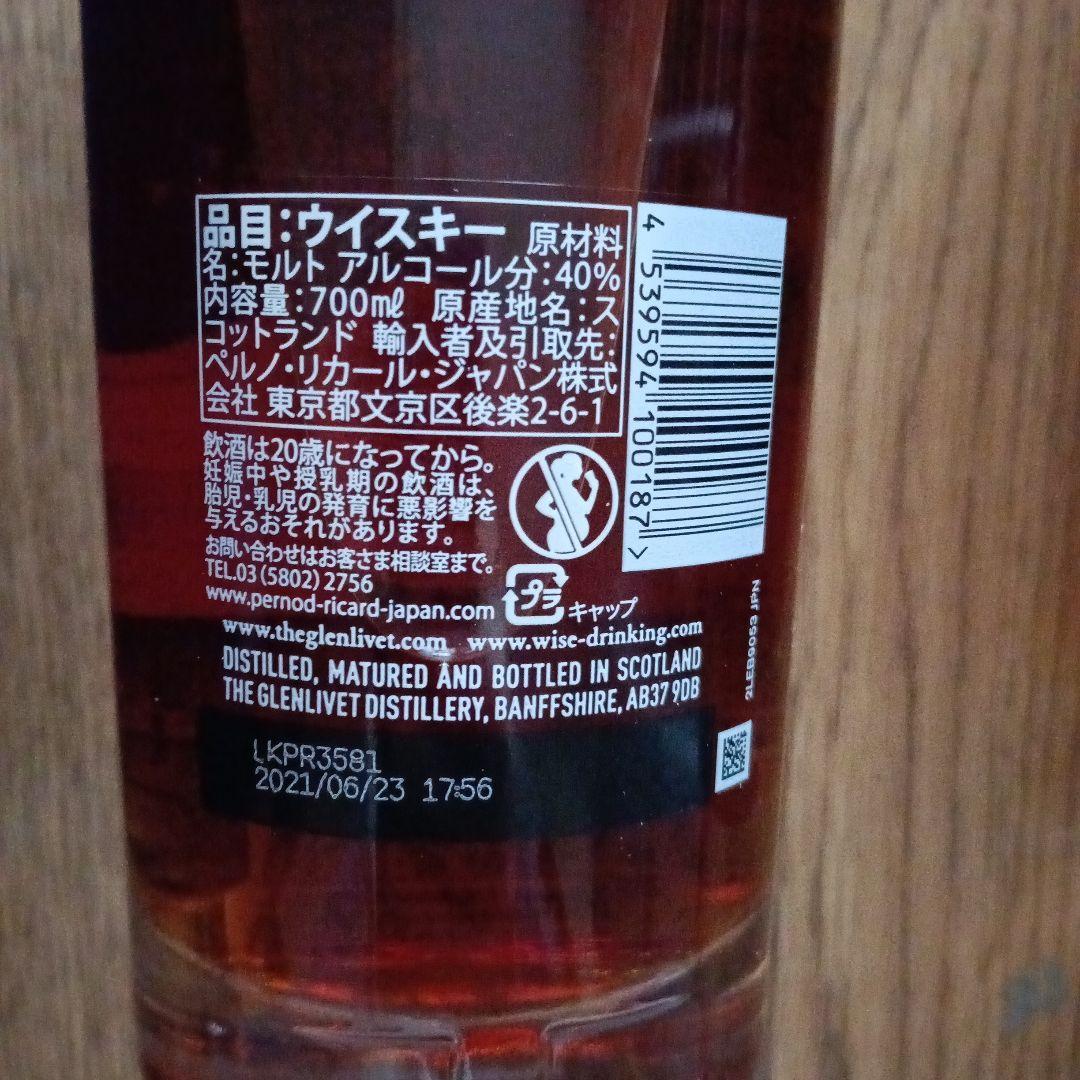 品目：ウイスキー 原材料
名：モルト アルコール分：40%
内容量：700mℓ 原産地名：ス
コットランド 輸入者及引取先：
ペルノ・リカール・ジャパン株式
会社 東京都文京区後楽2-6-1
飲酒は20歳になってから。
妊娠中や授乳期の飲酒は、
胎児・乳児の発育に悪影響を
与えるおそれがあります。
お問い合わせはお客さま相談室まで。
TEL.03 (5802) 2756
www.pernod-ricard-japan.com
プラ キャップ
4 539594 100187 >
www.theglenlivet.com www.wise-drinking.com
DISTILLED, MATURED AND BOTTLED IN SCOTLAND
THE GLENLIVET DISTILLERY, BANFFSHIRE, AB37 9DB
2LEB9053 JPN
LKPR3581
2021/06/23 17:56